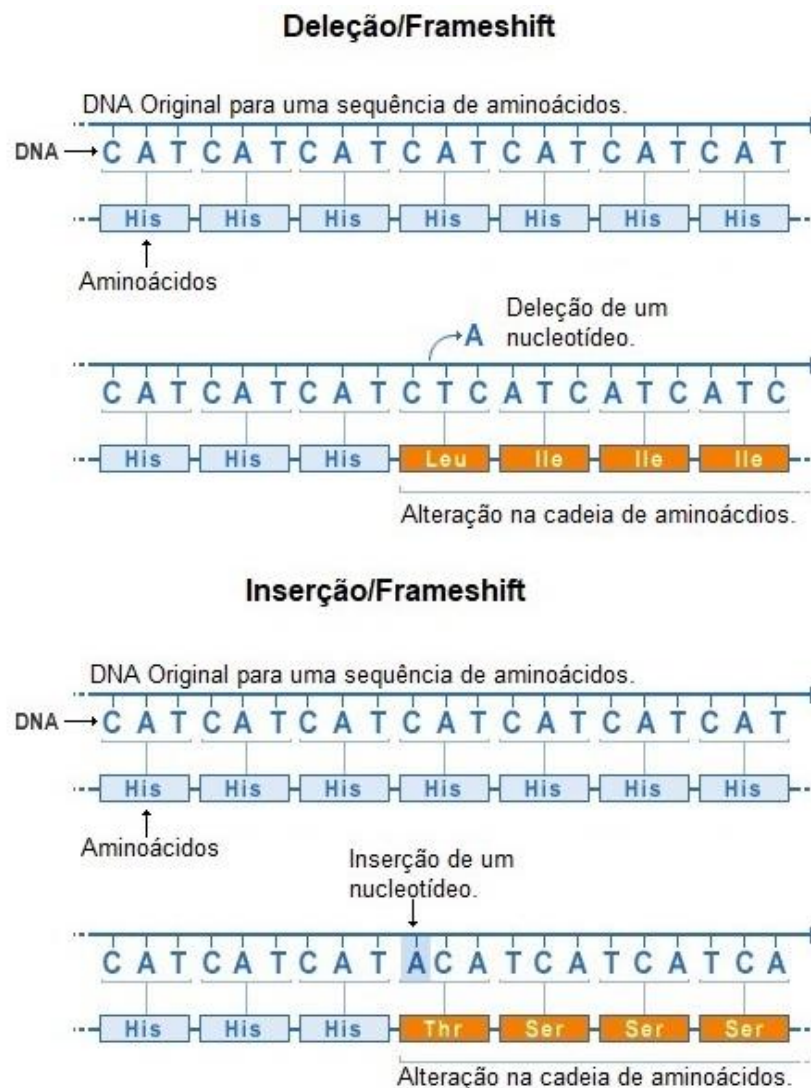 Deleção/Frameshift
DNA Original para uma sequência de aminoácidos.
DNA C A T C A T C A T C A T C A T C A T C A T
His His His His His His His
Aminoácidos
Deleção de um
nucleotídeo.
A
C A T C A T C A T C T C A T C A T C A T C
His His His Leu Ile Ile Ile
Alteração na cadeia de aminoácdios.
Inserção/Frameshift
DNA Original para uma sequência de aminoácidos.
DNA C A T C A T C A T C A T C A T C A T C A T
His His His His His His His
Aminoácidos
Inserção de um
nucleotídeo.
C A T C A T C A T A C A T C A T C A T C A
His His His Thr Ser Ser Ser
Alteração na cadeia de aminoácidos.